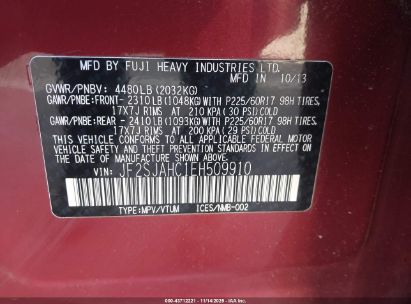 MFD BY FUJI HEAVY INDUSTRIES LTD.
IN 10/13
GVWR/PNBV: 4480LB(2032KG)
GAWR/PNBE:FRONT- 2310LB(1048KG)WITH P225/60R17 98H TIRES,
17X7J RIMS AT 210 KPA(30 PSI)COLD
GAWR/PNBE:REAR - 2410LB(1093KG)WITH P225/60R17 98H TIRES,
17X7J RIMS AT 200 KPA(29 PSI)COLD
THIS VEHICLE CONFORMS TO ALL APPLICABLE FEDERAL MOTOR
VEHICLE SAFETY AND BUMPER STANDARDS IN EFFECT ON THE
DATE OF MANUFACTURE SHOWN ABOVE.
VIN: JF2SJAHC1EH509910
TYPE:MPV/VTUM ICES/NMB-002